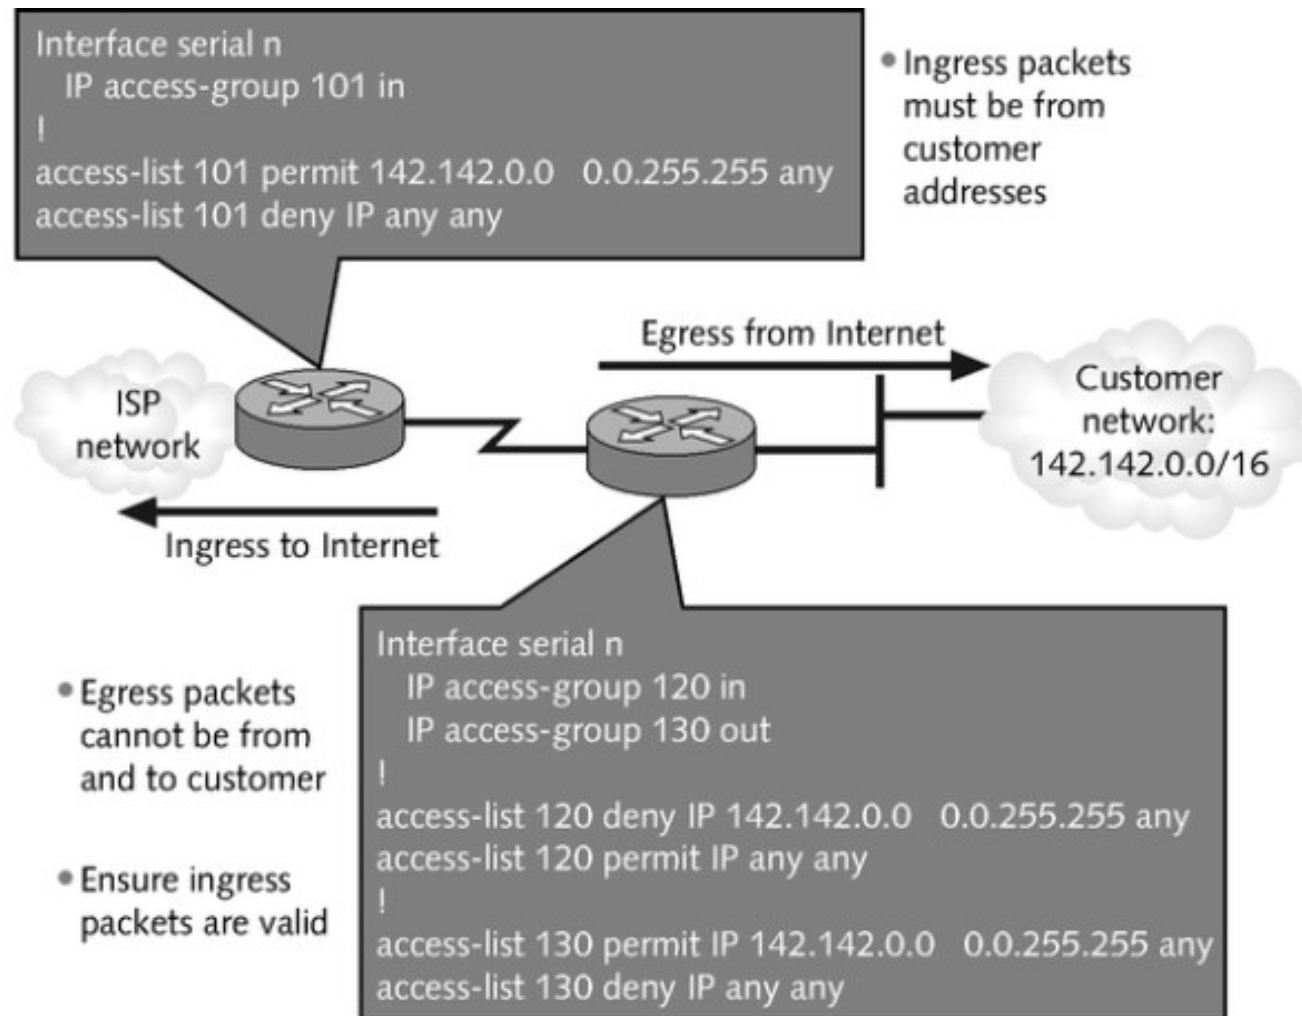 Interface serial n
IP access-group 101 in
!
access-list 101 permit 142.142.0.0 0.0.255.255 any
access-list 101 deny IP any any
• Ingress packets
must be from
customer
addresses
Egress from Internet
ISP
network
Customer
network:
142.142.0.0/16
Ingress to Internet
• Egress packets
cannot be from
and to customer
• Ensure ingress
packets are valid
Interface serial n
IP access-group 120 in
IP access-group 130 out
!
access-list 120 deny IP 142.142.0.0 0.0.255.255 any
access-list 120 permit IP any any
!
access-list 130 permit IP 142.142.0.0 0.0.255.255 any
access-list 130 deny IP any any